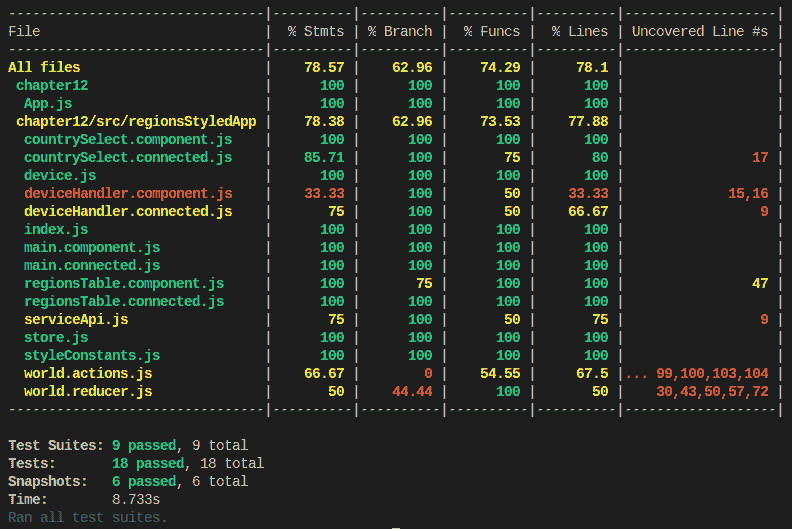 -------------------------------|----------|----------|----------|----------|-------------------|
File                           |  % Stmts | % Branch |  % Funcs |  % Lines | Uncovered Line #s |
-------------------------------|----------|----------|----------|----------|-------------------|
All files                      |    78.57 |    62.96 |    74.29 |     78.1 |                   |
 chapter12                     |      100 |      100 |      100 |      100 |                   |
  App.js                       |      100 |      100 |      100 |      100 |                   |
 chapter12/src/regionsStyledApp |    78.38 |    62.96 |    73.53 |    77.88 |                   |
  countrySelect.component.js   |      100 |      100 |      100 |      100 |                   |
  countrySelect.connected.js   |    85.71 |      100 |       75 |       80 |                17 |
  device.js                    |      100 |      100 |      100 |      100 |                   |
  deviceHandler.component.js   |    33.33 |      100 |       50 |    33.33 |             15,16 |
  deviceHandler.connected.js   |       75 |      100 |       50 |    66.67 |                 9 |
  index.js                     |      100 |      100 |      100 |      100 |                   |
  main.component.js            |      100 |      100 |      100 |      100 |                   |
  main.connected.js            |      100 |      100 |      100 |      100 |                   |
  regionsTable.component.js    |      100 |       75 |      100 |      100 |                47 |
  regionsTable.connected.js    |      100 |      100 |      100 |      100 |                   |
  serviceApi.js                |       75 |      100 |       50 |       75 |                 9 |
  store.js                     |      100 |      100 |      100 |      100 |                   |
  styleConstants.js            |      100 |      100 |      100 |      100 |                   |
  world.actions.js             |    66.67 |        0 |    54.55 |     67.5 |... 99,100,103,104 |
  world.reducer.js             |       50 |    44.44 |      100 |       50 |    30,43,50,57,72 |
-------------------------------|----------|----------|----------|----------|-------------------|
Test Suites: 9 passed, 9 total
Tests:       18 passed, 18 total
Snapshots:   6 passed, 6 total
Time:        8.733s
Ran all test suites.